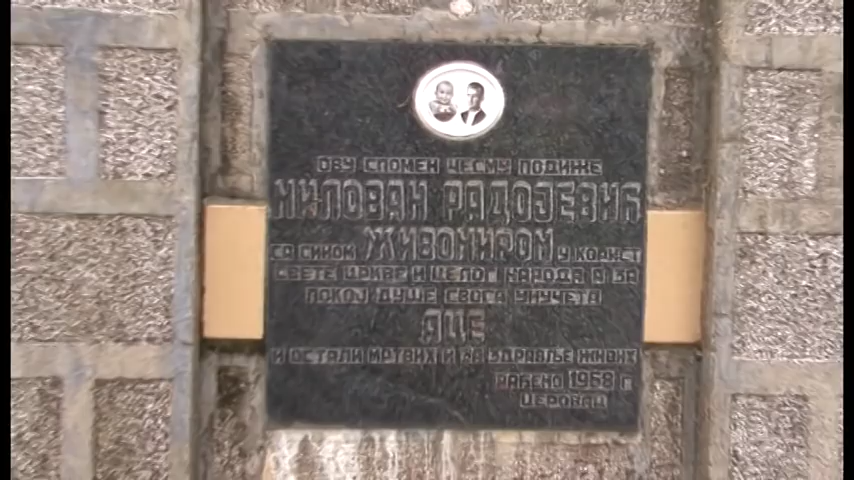 ОВУ СПОМЕН ЧЕСМУ ПОДИЖЕ
МИЛОВАН РАДОЈЕВИЋ
СА СИНОМ ЖИВОМИРОМ У КОРИСТ
СВЕТЕ ЦРКВЕ И ЦЕЛОГ НАРОДА А ЗА
ПОКОЈ ДУШЕ СВОГА УНУЧЕТА
АЦЕ
И ОСТАЛИ МРТВИХ И ЗА ЗДРАВЉЕ ЖИВИХ
РАЂЕНО 1958 Г
ЦЕРОВАЦ